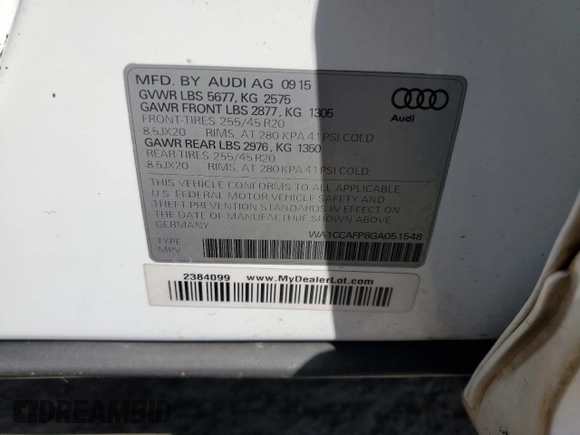 MFD. BY AUDI AG 09 15
GVWR LBS 5677, KG 2575
GAWR FRONT LBS 2877, KG 1305
FRONT-TIRES 255/45 R20
8,5JX20 RIMS, AT 280 KPA 41 PSI COLD
GAWR REAR LBS 2976, KG 1350
REAR-TIRES 255/45 R20
8,5JX20 RIMS, AT 280 KPA 41 PSI COLD
THIS VEHICLE CONFORMS TO ALL APPLICABLE
U.S. FEDERAL MOTOR VEHICLE SAFETY AND
THEFT PREVENTION STANDARDS IN EFFECT ON
THE DATE OF MANUFACTURE SHOWN ABOVE
GERMANY
WA1CCAFP8GA051548
TYPE
MPV
Audi
2384099 www.MyDealerLot.com
DREAMBID